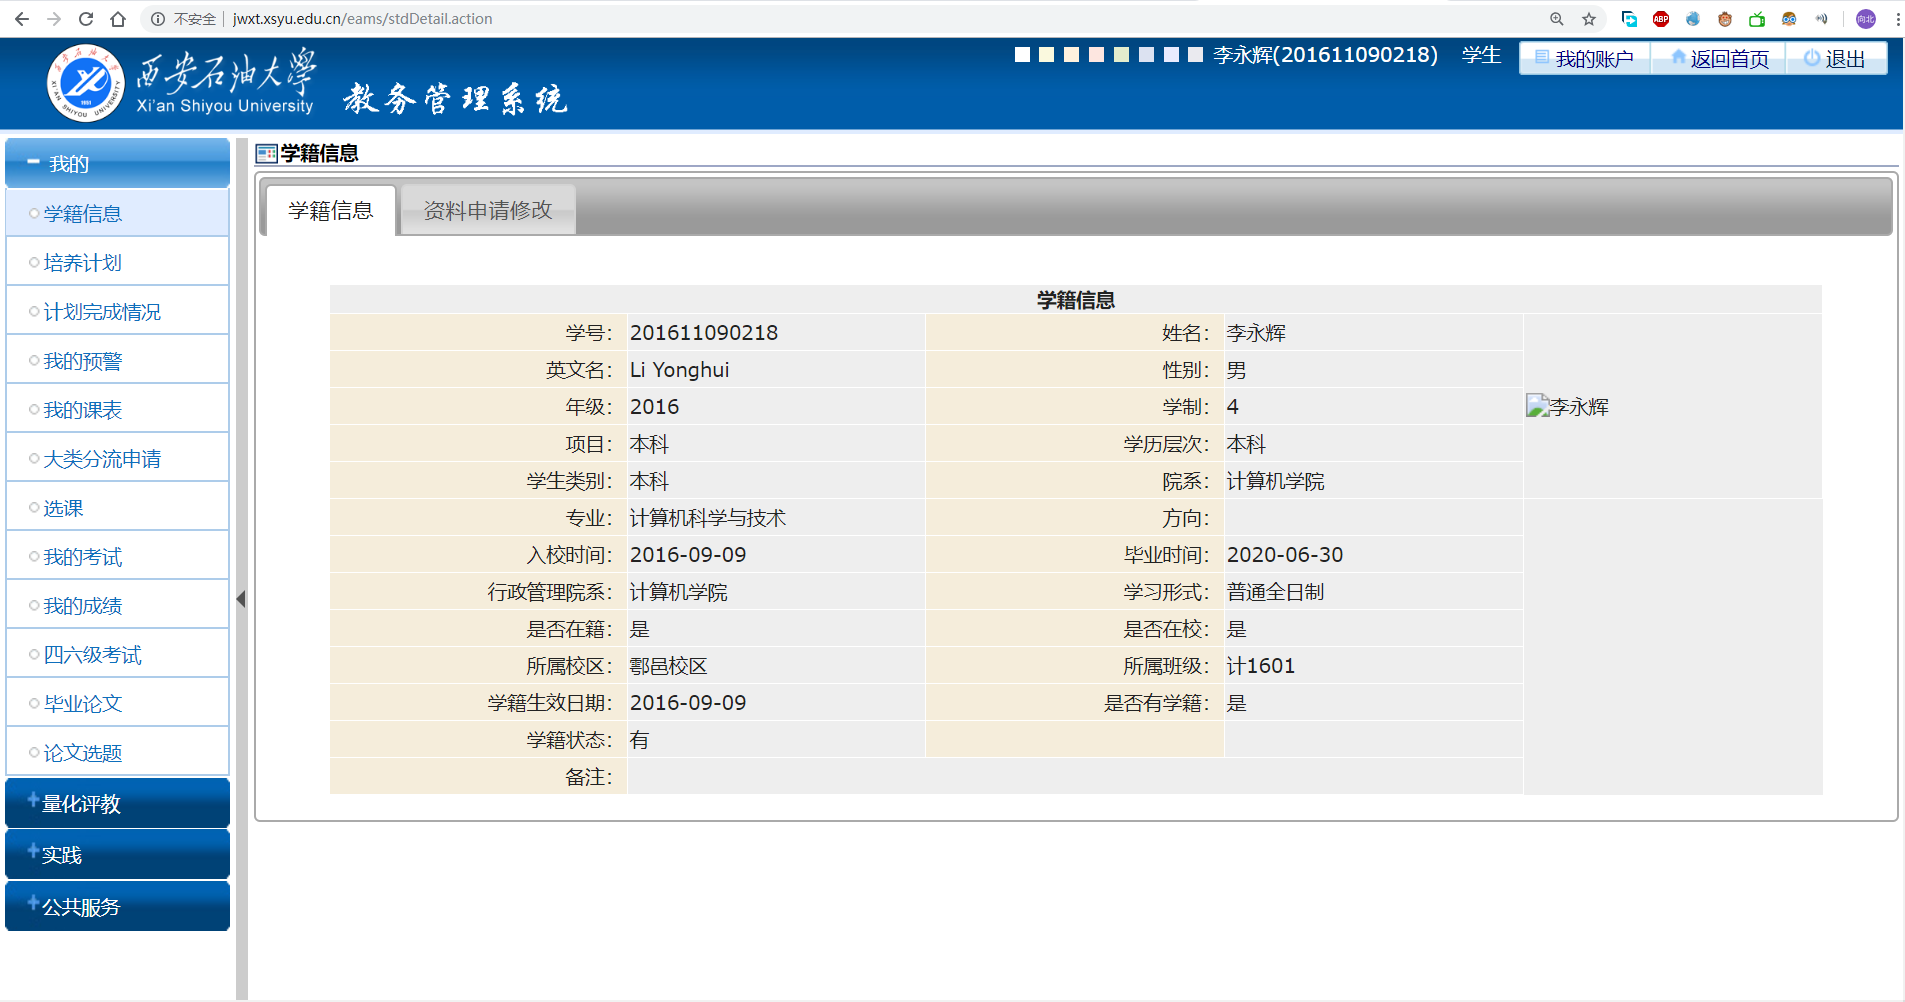 不安全 | jwxt.xsyu.edu.cn/eams/stdDetail.action
ABP
向北
西安石油大学
Xi'an Shiyou University
教务管理系统
李永辉(201611090218) 学生
我的账户 返回首页 退出
我的
学籍信息
培养计划
计划完成情况
我的预警
我的课表
大类分流申请
选课
我的考试
我的成绩
四六级考试
毕业论文
论文选题
量化评教
实践
公共服务
学籍信息
学籍信息 资料申请修改
学籍信息
学号: 201611090218 姓名: 李永辉
英文名: Li Yonghui 性别: 男
年级: 2016 学制: 4
李永辉
项目: 本科 学历层次: 本科
学生类别: 本科 院系: 计算机学院
专业: 计算机科学与技术 方向:
入校时间: 2016-09-09 毕业时间: 2020-06-30
行政管理院系: 计算机学院 学习形式: 普通全日制
是否在籍: 是 是否在校: 是
所属校区: 鄠邑校区 所属班级: 计1601
学籍生效日期: 2016-09-09 是否有学籍: 是
学籍状态: 有
备注: